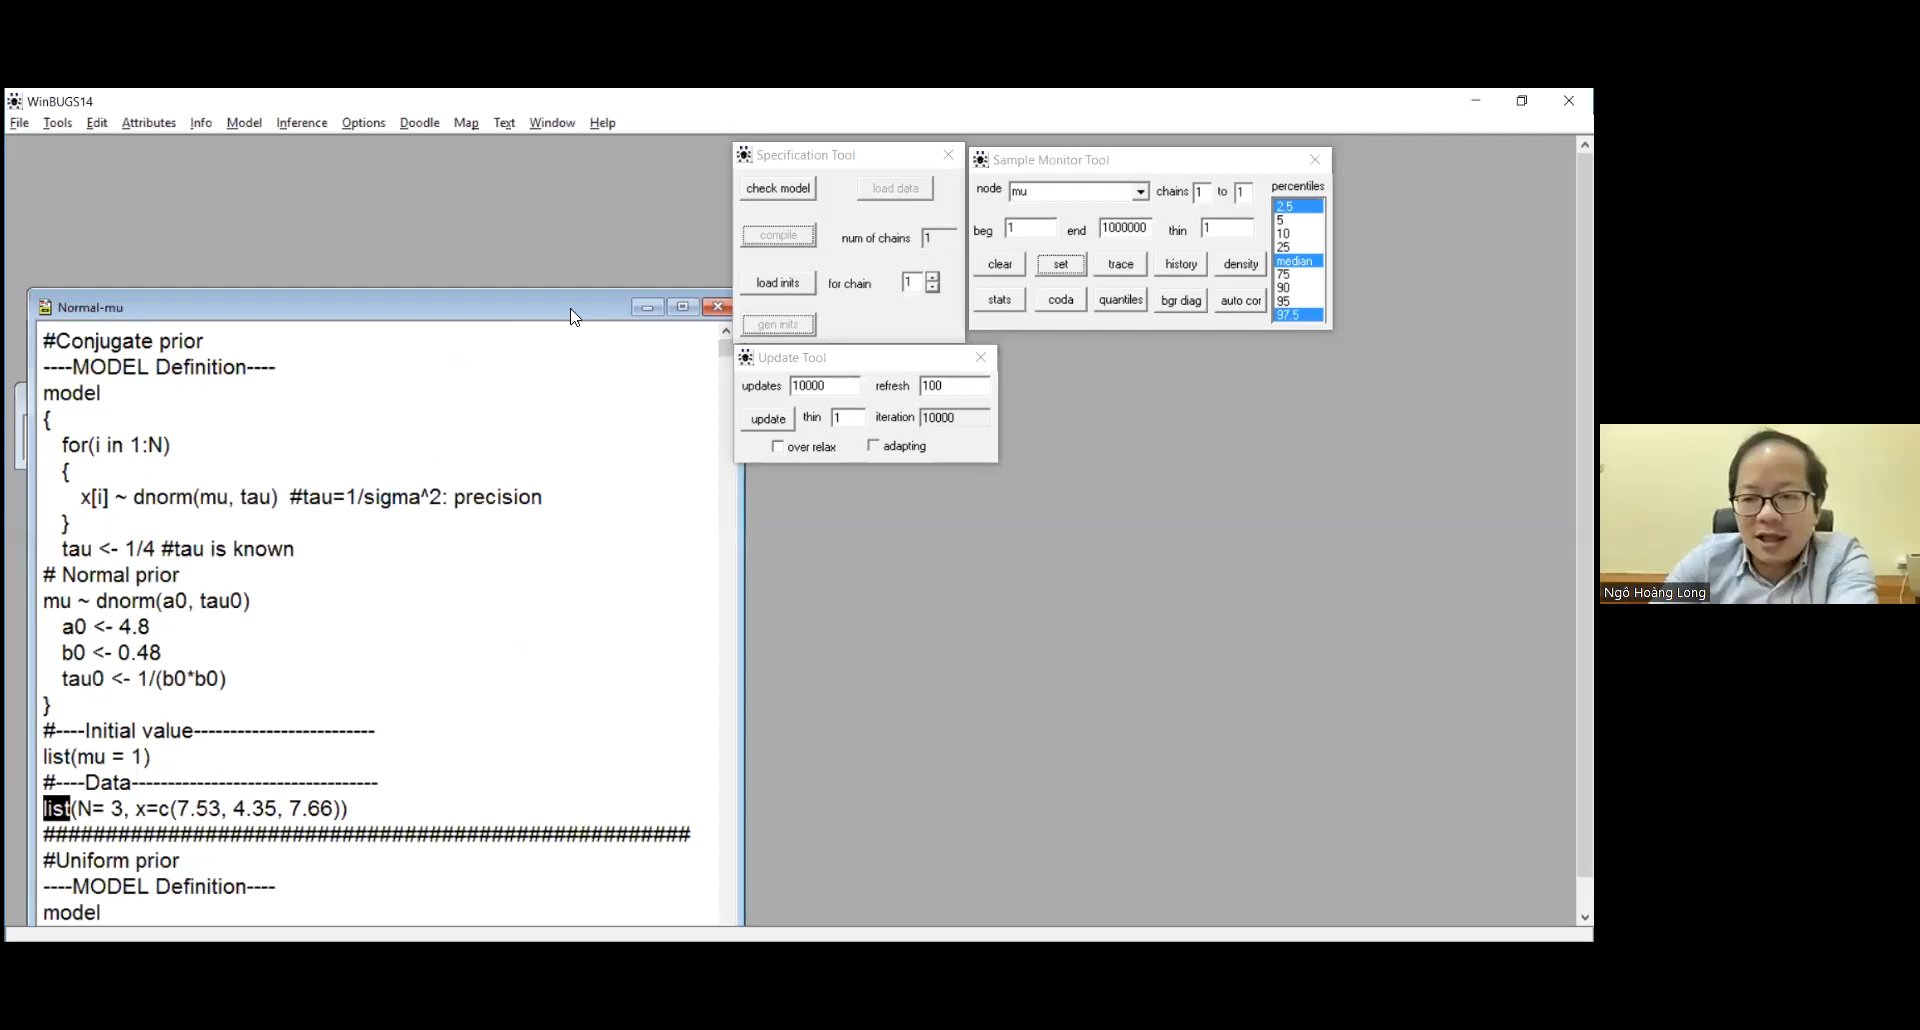 WinBUGS14
File Tools Edit Attributes Info Model Inference Options Doodle Map Text Window Help
Normal-mu
#Conjugate prior
----MODEL Definition----
model
{
for(i in 1:N)
{
x[i] ~ dnorm(mu, tau) #tau=1/sigma^2: precision
}
tau <- 1/4 #tau is known
# Normal prior
mu ~ dnorm(a0, tau0)
a0 <- 4.8
b0 <- 0.48
tau0 <- 1/(b0*b0)
}
#----Initial value-------------------------
list(mu = 1)
#----Data----------------------------------
list(N= 3, x=c(7.53, 4.35, 7.66))
##################################################
#Uniform prior
----MODEL Definition----
model
Specification Tool
check model load data
compile num of chains 1
load inits for chain 1
gen inits
Sample Monitor Tool
node mu chains 1 to 1 percentiles
beg 1 end 1000000 thin 1
clear set trace history density
stats coda quantiles bgr diag auto cor
2.5
5
10
25
median
75
90
95
97.5
Update Tool
updates 10000 refresh 100
update thin 1 iteration 10000
over relax adapting
Ngô Hoàng Long